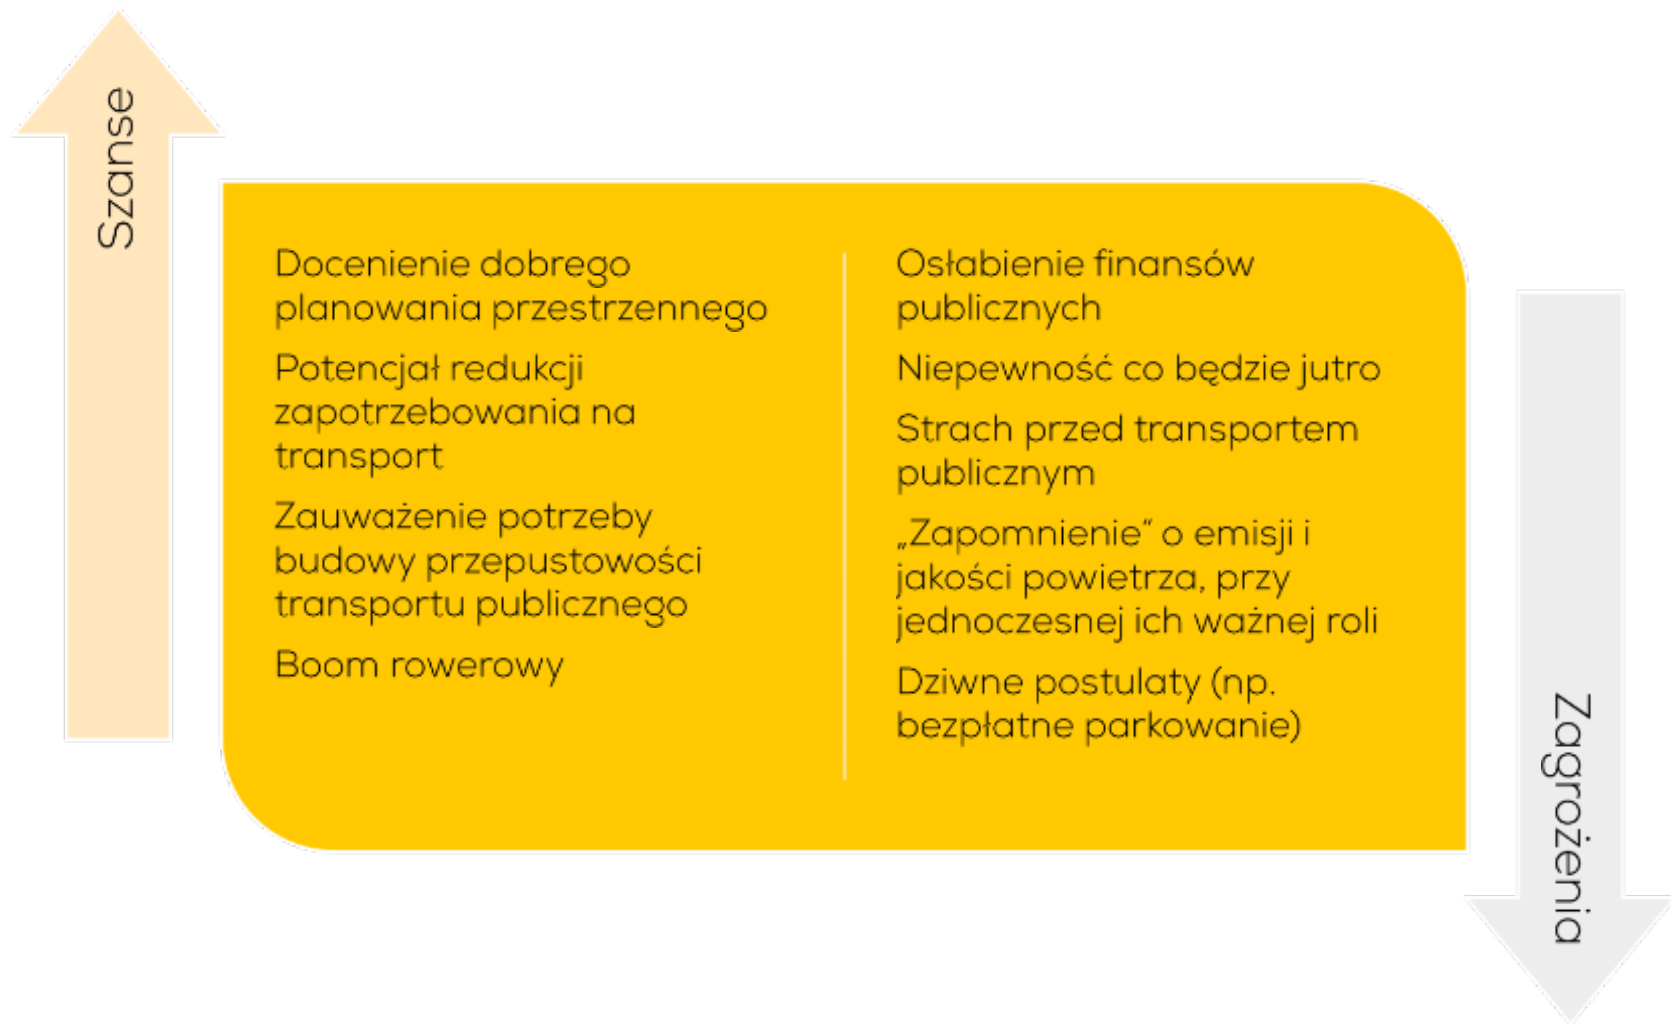 Szanse
Docenienie dobrego
planowania przestrzennego
Potencjał redukcji
zapotrzebowania na
transport
Zauważenie potrzeby
budowy przepustowości
transportu publicznego
Boom rowerowy
Osłabienie finansów
publicznych
Niepewność co będzie jutro
Strach przed transportem
publicznym
„Zapomnienie” o emisji i
jakości powietrza, przy
jednoczesnej ich ważnej roli
Dziwne postulaty (np.
bezpłatne parkowanie)
Zagrożenia